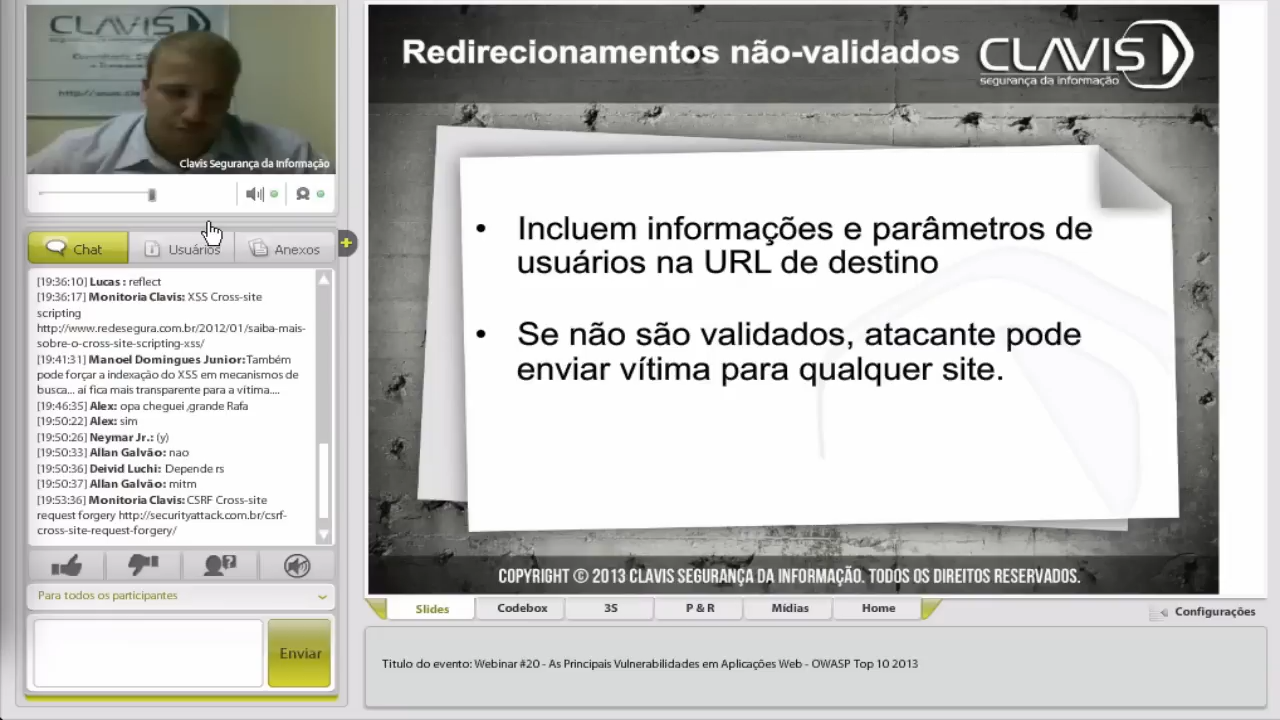 CLAVIS
http://www.cla
Clavis Segurança da Informação
Chat
Usuários
Anexos
[19:36:10] Lucas : reflect
[19:36:17] Monitoria Clavis: XSS Cross-site
scripting
http://www.redesegura.com.br/2012/01/saiba-mais-
sobre-o-cross-site-scripting-xss/
[19:41:31] Manoel Domingues Junior: Também
pode forçar a indexação do XSS em mecanismos de
busca... aí fica mais transparente para a vítima....
[19:46:35] Alex: opa cheguei ,grande Rafa
[19:50:22] Alex: sim
[19:50:26] Neymar Jr.: (y)
[19:50:33] Allan Galvão: nao
[19:50:36] Deivid Luchi: Depende rs
[19:50:37] Allan Galvão: mitm
[19:53:36] Monitoria Clavis: CSRF Cross-site
request forgery http://securityattack.com.br/csrf-
cross-site-request-forgery/
Para todos os participantes
Enviar
Redirecionamentos não-validados
CLAVIS
segurança da informação
• Incluem informações e parâmetros de
usuários na URL de destino
• Se não são validados, atacante pode
enviar vítima para qualquer site.
COPYRIGHT © 2013 CLAVIS SEGURANÇA DA INFORMAÇÃO. TODOS OS DIREITOS RESERVADOS.
Slides
Codebox
3S
P & R
Mídias
Home
Configurações
Titulo do evento: Webinar #20 - As Principais Vulnerabilidades em Aplicações Web - OWASP Top 10 2013